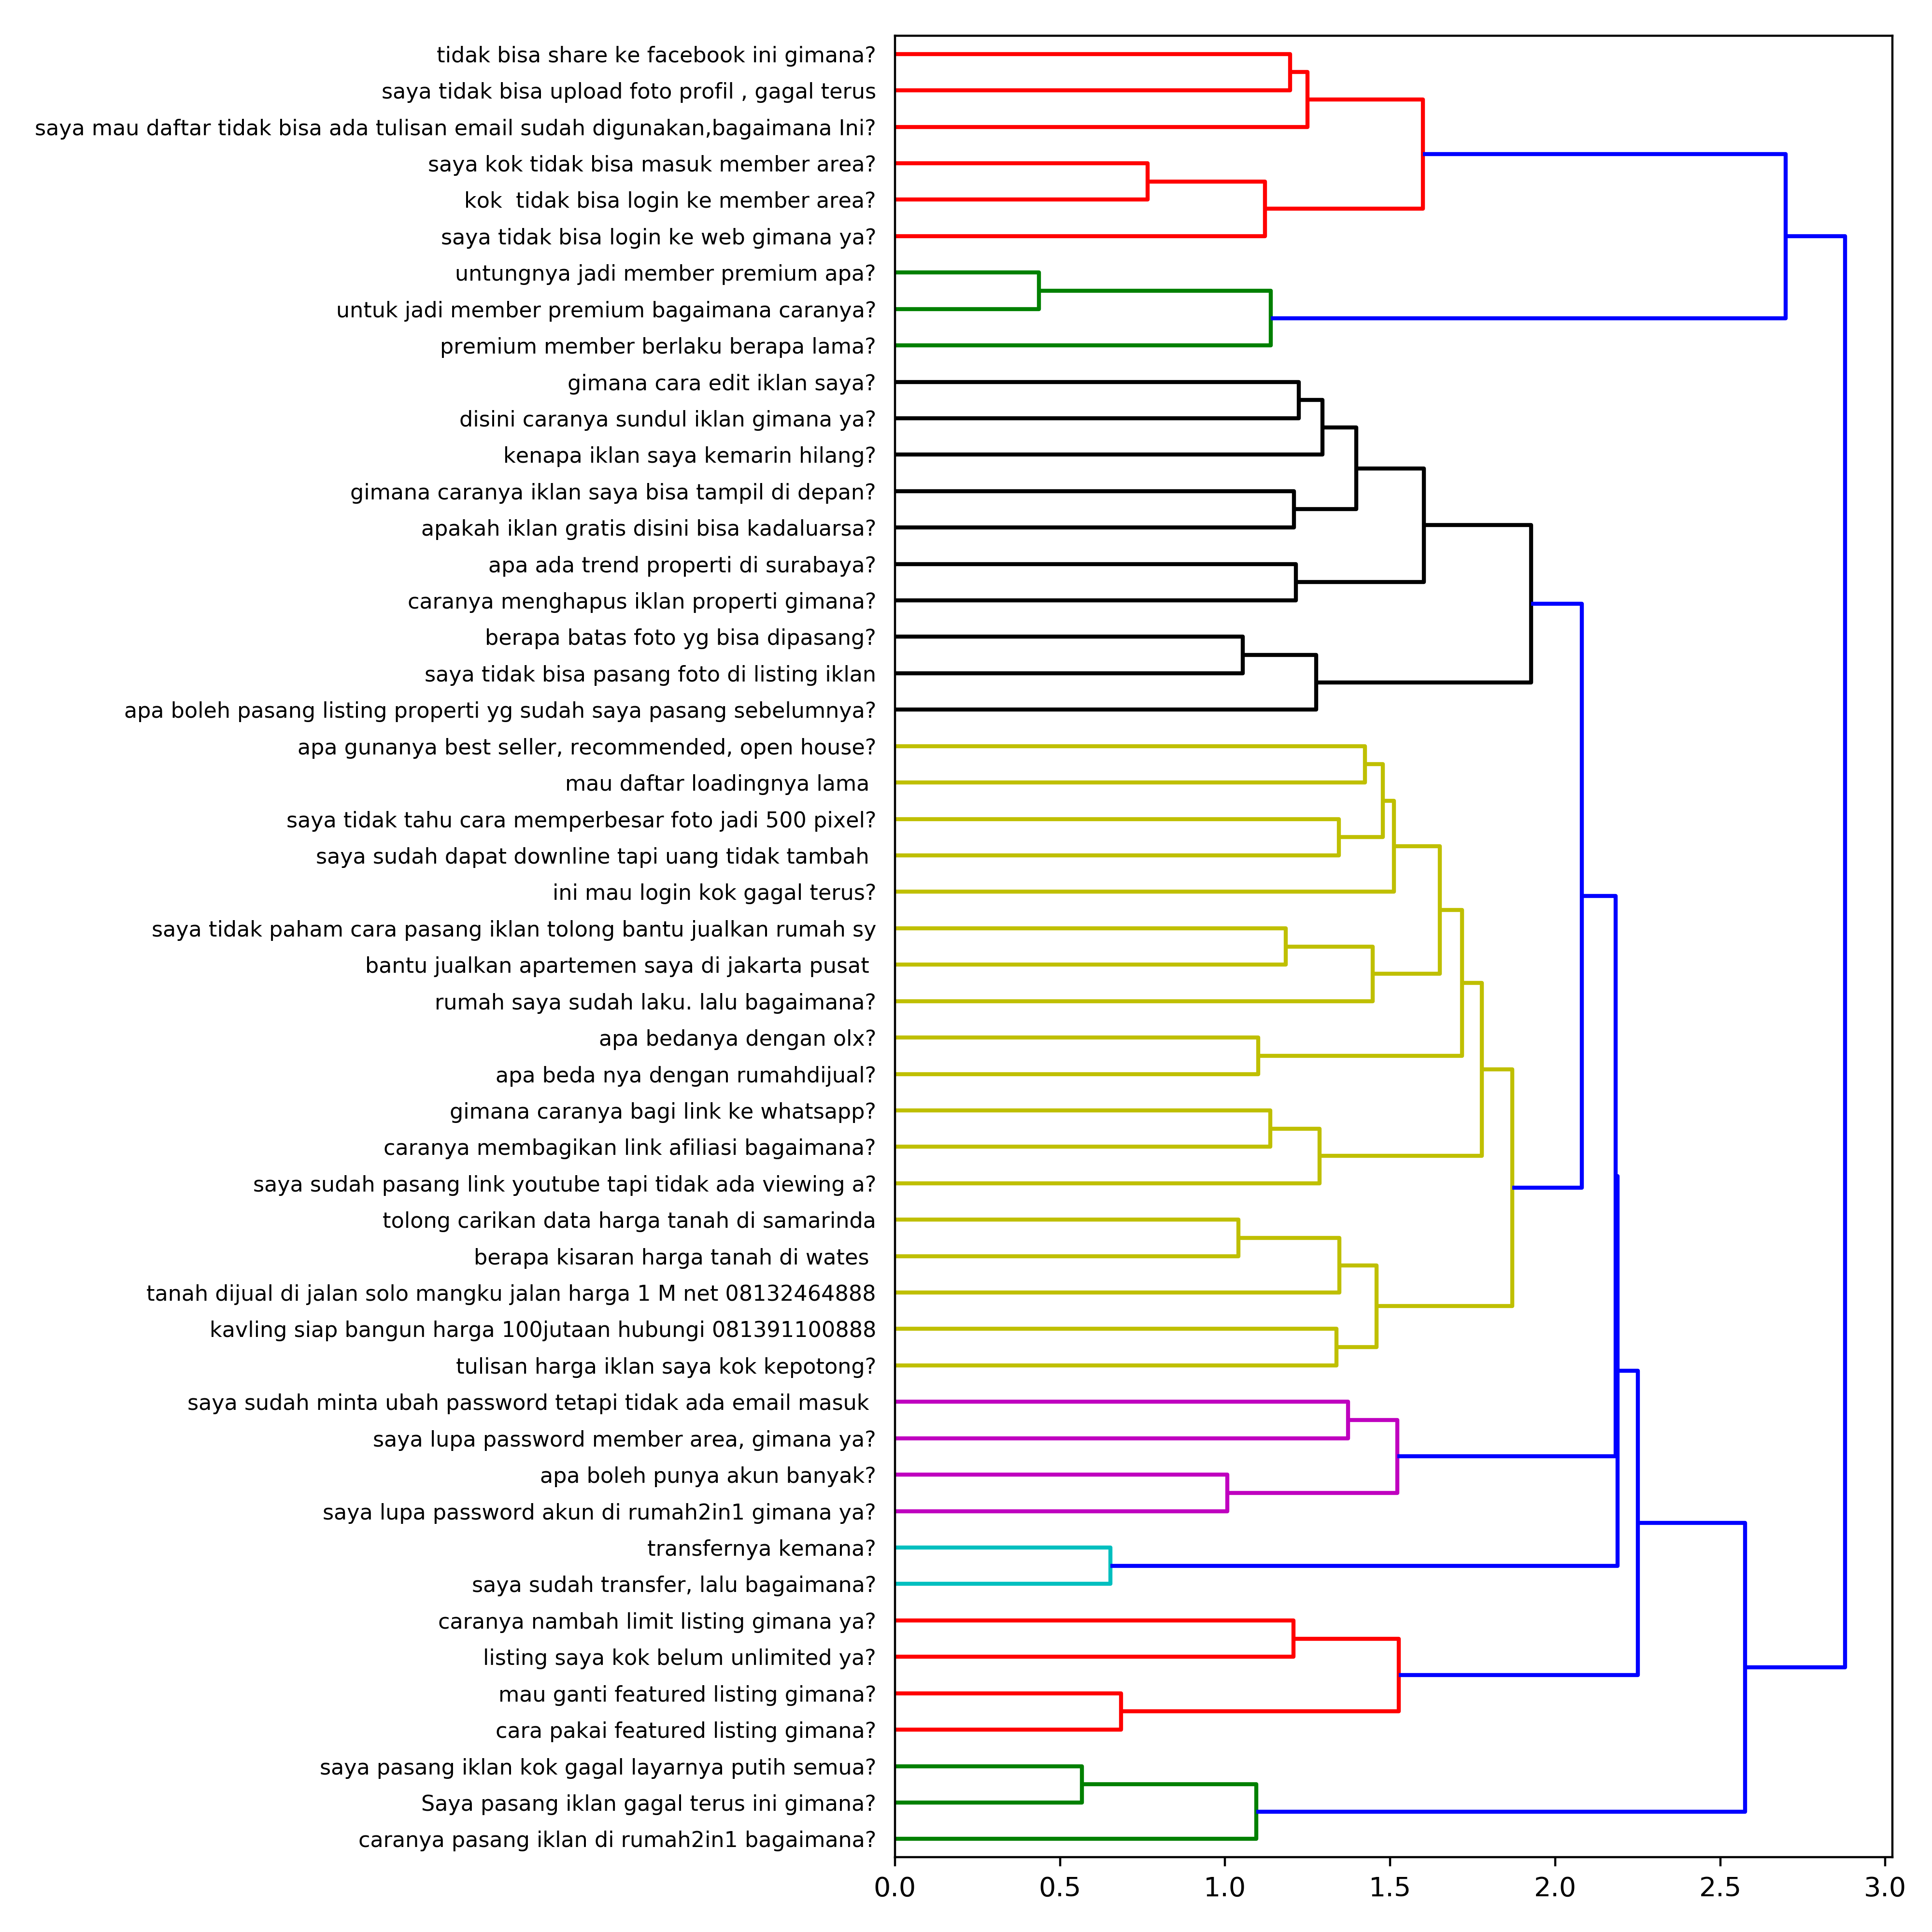 tidak bisa share ke facebook ini gimana?
saya tidak bisa upload foto profil , gagal terus
saya mau daftar tidak bisa ada tulisan email sudah digunakan,bagaimana Ini?
saya kok tidak bisa masuk member area?
kok  tidak bisa login ke member area?
saya tidak bisa login ke web gimana ya?
untungnya jadi member premium apa?
untuk jadi member premium bagaimana caranya?
premium member berlaku berapa lama?
gimana cara edit iklan saya?
disini caranya sundul iklan gimana ya?
kenapa iklan saya kemarin hilang?
gimana caranya iklan saya bisa tampil di depan?
apakah iklan gratis disini bisa kadaluarsa?
apa ada trend properti di surabaya?
caranya menghapus iklan properti gimana?
berapa batas foto yg bisa dipasang?
saya tidak bisa pasang foto di listing iklan
apa boleh pasang listing properti yg sudah saya pasang sebelumnya?
apa gunanya best seller, recommended, open house?
mau daftar loadingnya lama
saya tidak tahu cara memperbesar foto jadi 500 pixel?
saya sudah dapat downline tapi uang tidak tambah
ini mau login kok gagal terus?
saya tidak paham cara pasang iklan tolong bantu jualkan rumah sy
bantu jualkan apartemen saya di jakarta pusat
rumah saya sudah laku. lalu bagaimana?
apa bedanya dengan olx?
apa beda nya dengan rumahdijual?
gimana caranya bagi link ke whatsapp?
caranya membagikan link afiliasi bagaimana?
saya sudah pasang link youtube tapi tidak ada viewing a?
tolong carikan data harga tanah di samarinda
berapa kisaran harga tanah di wates
tanah dijual di jalan solo mangku jalan harga 1 M net 08132464888
kavling siap bangun harga 100jutaan hubungi 081391100888
tulisan harga iklan saya kok kepotong?
saya sudah minta ubah password tetapi tidak ada email masuk
saya lupa password member area, gimana ya?
apa boleh punya akun banyak?
saya lupa password akun di rumah2in1 gimana ya?
transfernya kemana?
saya sudah transfer, lalu bagaimana?
caranya nambah limit listing gimana ya?
listing saya kok belum unlimited ya?
mau ganti featured listing gimana?
cara pakai featured listing gimana?
saya pasang iklan kok gagal layarnya putih semua?
Saya pasang iklan gagal terus ini gimana?
caranya pasang iklan di rumah2in1 bagaimana?
0.0 0.5 1.0 1.5 2.0 2.5 3.0